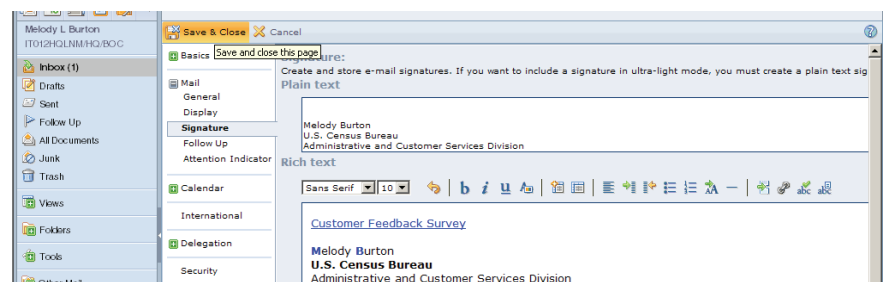 Melody L Burton
IT012HQLNM/HQ/BOC
Inbox (1)
Drafts
Sent
Follow Up
All Documents
Junk
Trash
Views
Folders
Tools
Save & Close
Cancel
Save and close this page
Basics
Mail
General
Display
Signature
Follow Up
Attention Indicator
Calendar
International
Delegation
Security
Signature:
Create and store e-mail signatures. If you want to include a signature in ultra-light mode, you must create a plain text sig
Plain text
Melody Burton
U.S. Census Bureau
Administrative and Customer Services Division
Rich text
Sans Serif 10 b i u
Customer Feedback Survey
Melody Burton
U.S. Census Bureau
Administrative and Customer Services Division